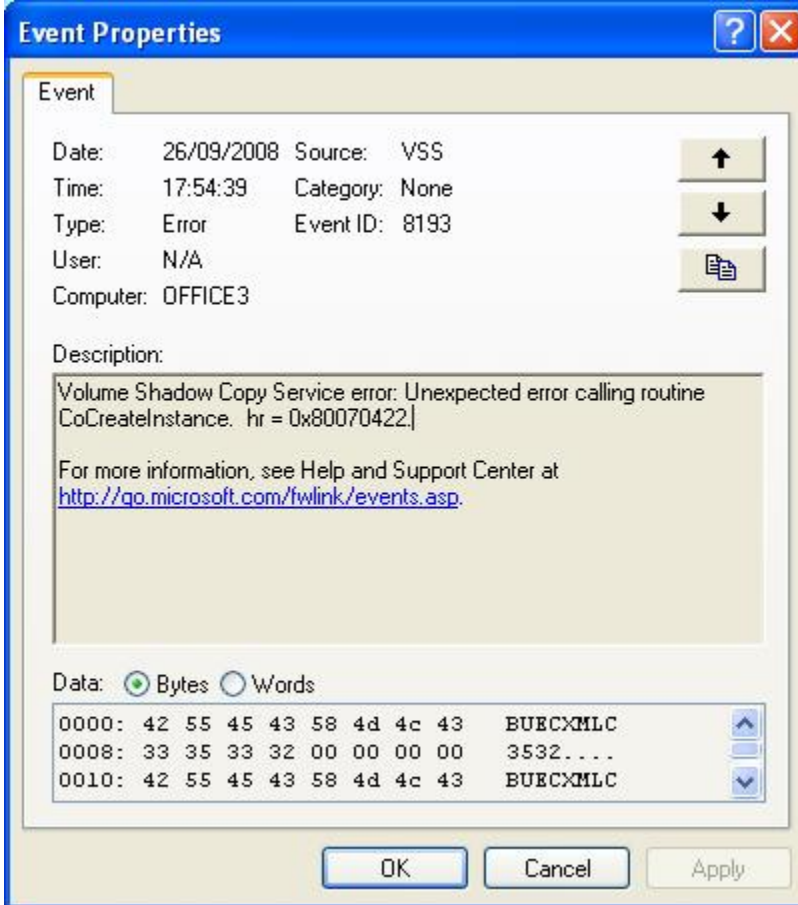 Event Properties
Event
Date: 26/09/2008 Source: VSS
Time: 17:54:39 Category: None
Type: Error Event ID: 8193
User: N/A
Computer: OFFICE3
Description:
Volume Shadow Copy Service error: Unexpected error calling routine
CoCreateInstance. hr = 0x80070422.
For more information, see Help and Support Center at
http://go.microsoft.com/fwlink/events.asp.
Data: Bytes Words
0000: 42 55 45 43 58 4d 4c 43 BUECXMLC
0008: 33 35 33 32 00 00 00 00 3532....
0010: 42 55 45 43 58 4d 4c 43 BUECXMLC
OK Cancel Apply